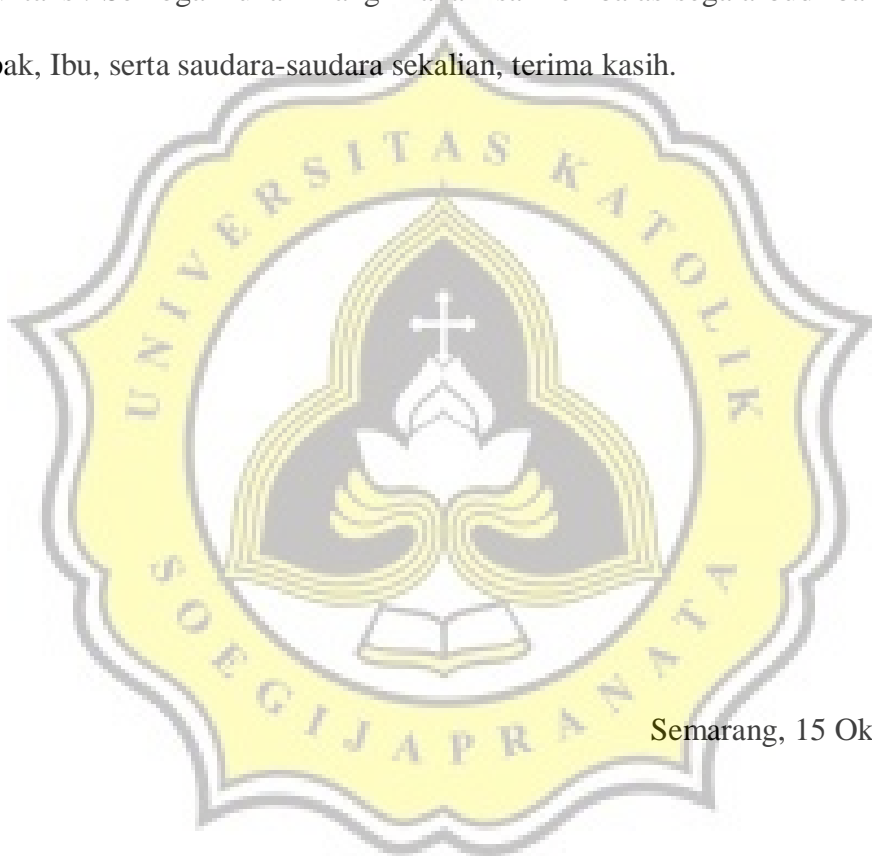 pak, Ibu, serta saudara-saudara sekalian, terima kasih.
UNIVERSITAS KATOLIK
SOEGIJAPRANATA
Semarang, 15 Ok